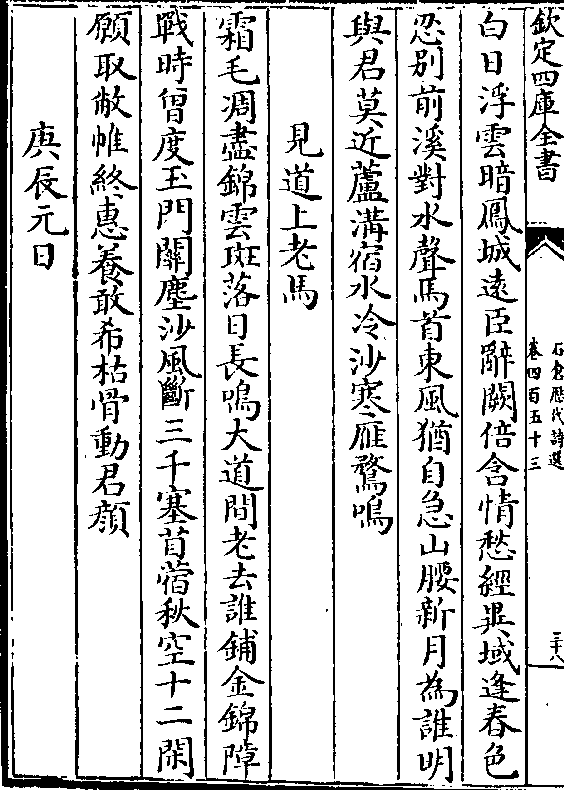 欽定四庫全書
石倉歷代詩選
卷四百五十三
三十八
白日浮雲暗鳳城遠臣辭闕倍含情愁經異域逢春色
忍别前溪對水聲馬首東風猶自急山腰新月為誰明
與君莫近蘆溝宿水冷沙寒雁鶩鳴
見道上老馬
霜毛凋盡錦雲斑落日長鳴大道間老去誰鋪金錦障
戰時曾度玉門關塵沙風斷三千塞苜蓿秋空十二閑
願取敝帷終惠養敢希枯骨動君顔
庚辰元日